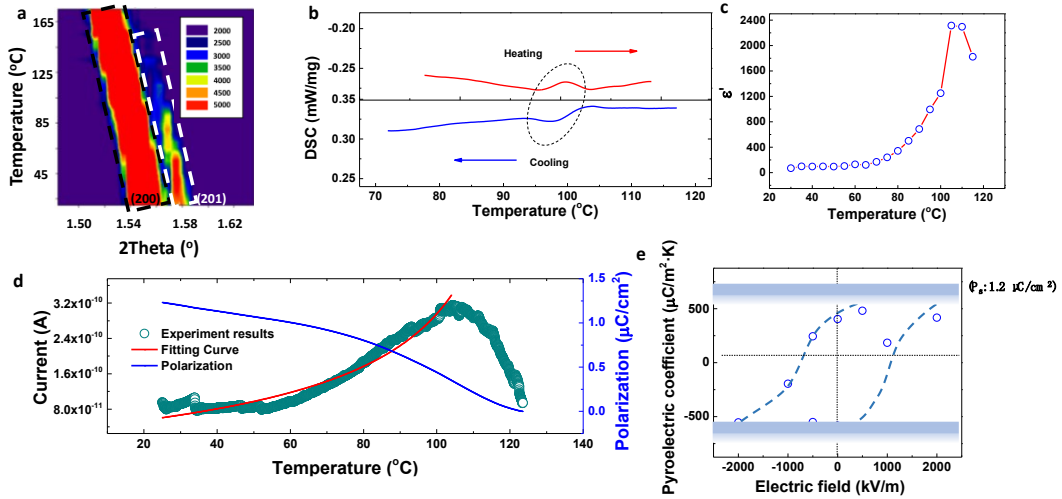 a
Temperature (ºC)
165
125
85
45
2000
2500
3000
3500
4000
4500
5000
(200)
(201)
1.50
1.54
1.58
1.62
2Theta (º)
b
DSC (mW/mg)
-0.20
-0.25
0.35
0.30
0.25
Heating
Cooling
72
80
90
100
110
120
Temperature (°C)
c
ε'
2400
1800
1200
600
0
20
40
60
80
100
120
Temperature (°C)
d
Current (A)
3.2x10⁻¹⁰
2.4x10⁻¹⁰
1.6x10⁻¹⁰
8.0x10⁻¹¹
Experiment results
Fitting Curve
Polarization
1.5
1.0
0.5
0.0
Polarization (μC/cm²)
20
40
60
80
100
120
140
Temperature (°C)
e
Pyroelectric coefficient (μC/m²·K)
500
0
-500
(Pₛ:1.2 μC/cm²)
-2000
-1000
0
1000
2000
Electric field (kV/m)